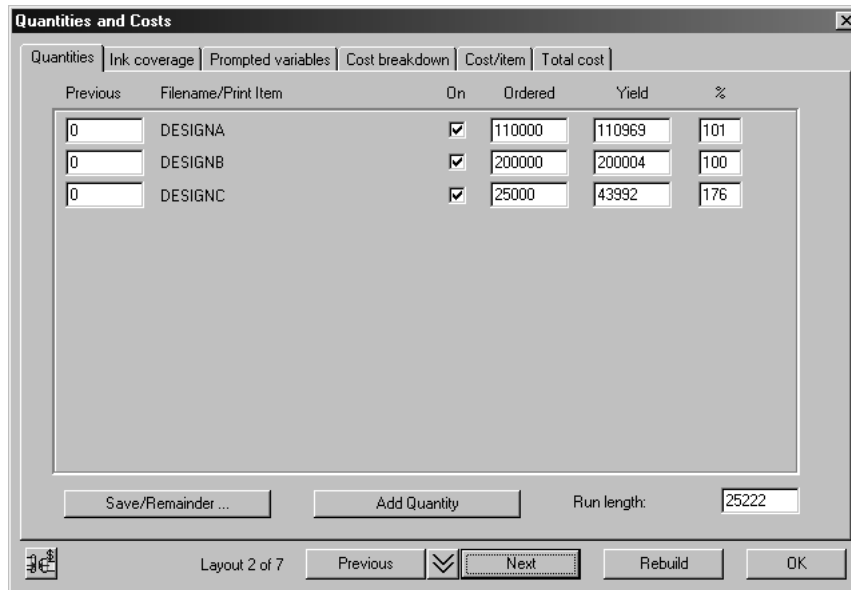 Quantities and Costs
Quantities Ink coverage Prompted variables Cost breakdown Cost/item Total cost
Previous Filename/Print Item On Ordered Yield %
0 DESIGNA 110000 110969 101
0 DESIGNB 200000 200004 100
0 DESIGNC 25000 43992 176
Save/Remainder ... Add Quantity Run length: 25222
Layout 2 of 7 Previous Next Rebuild OK